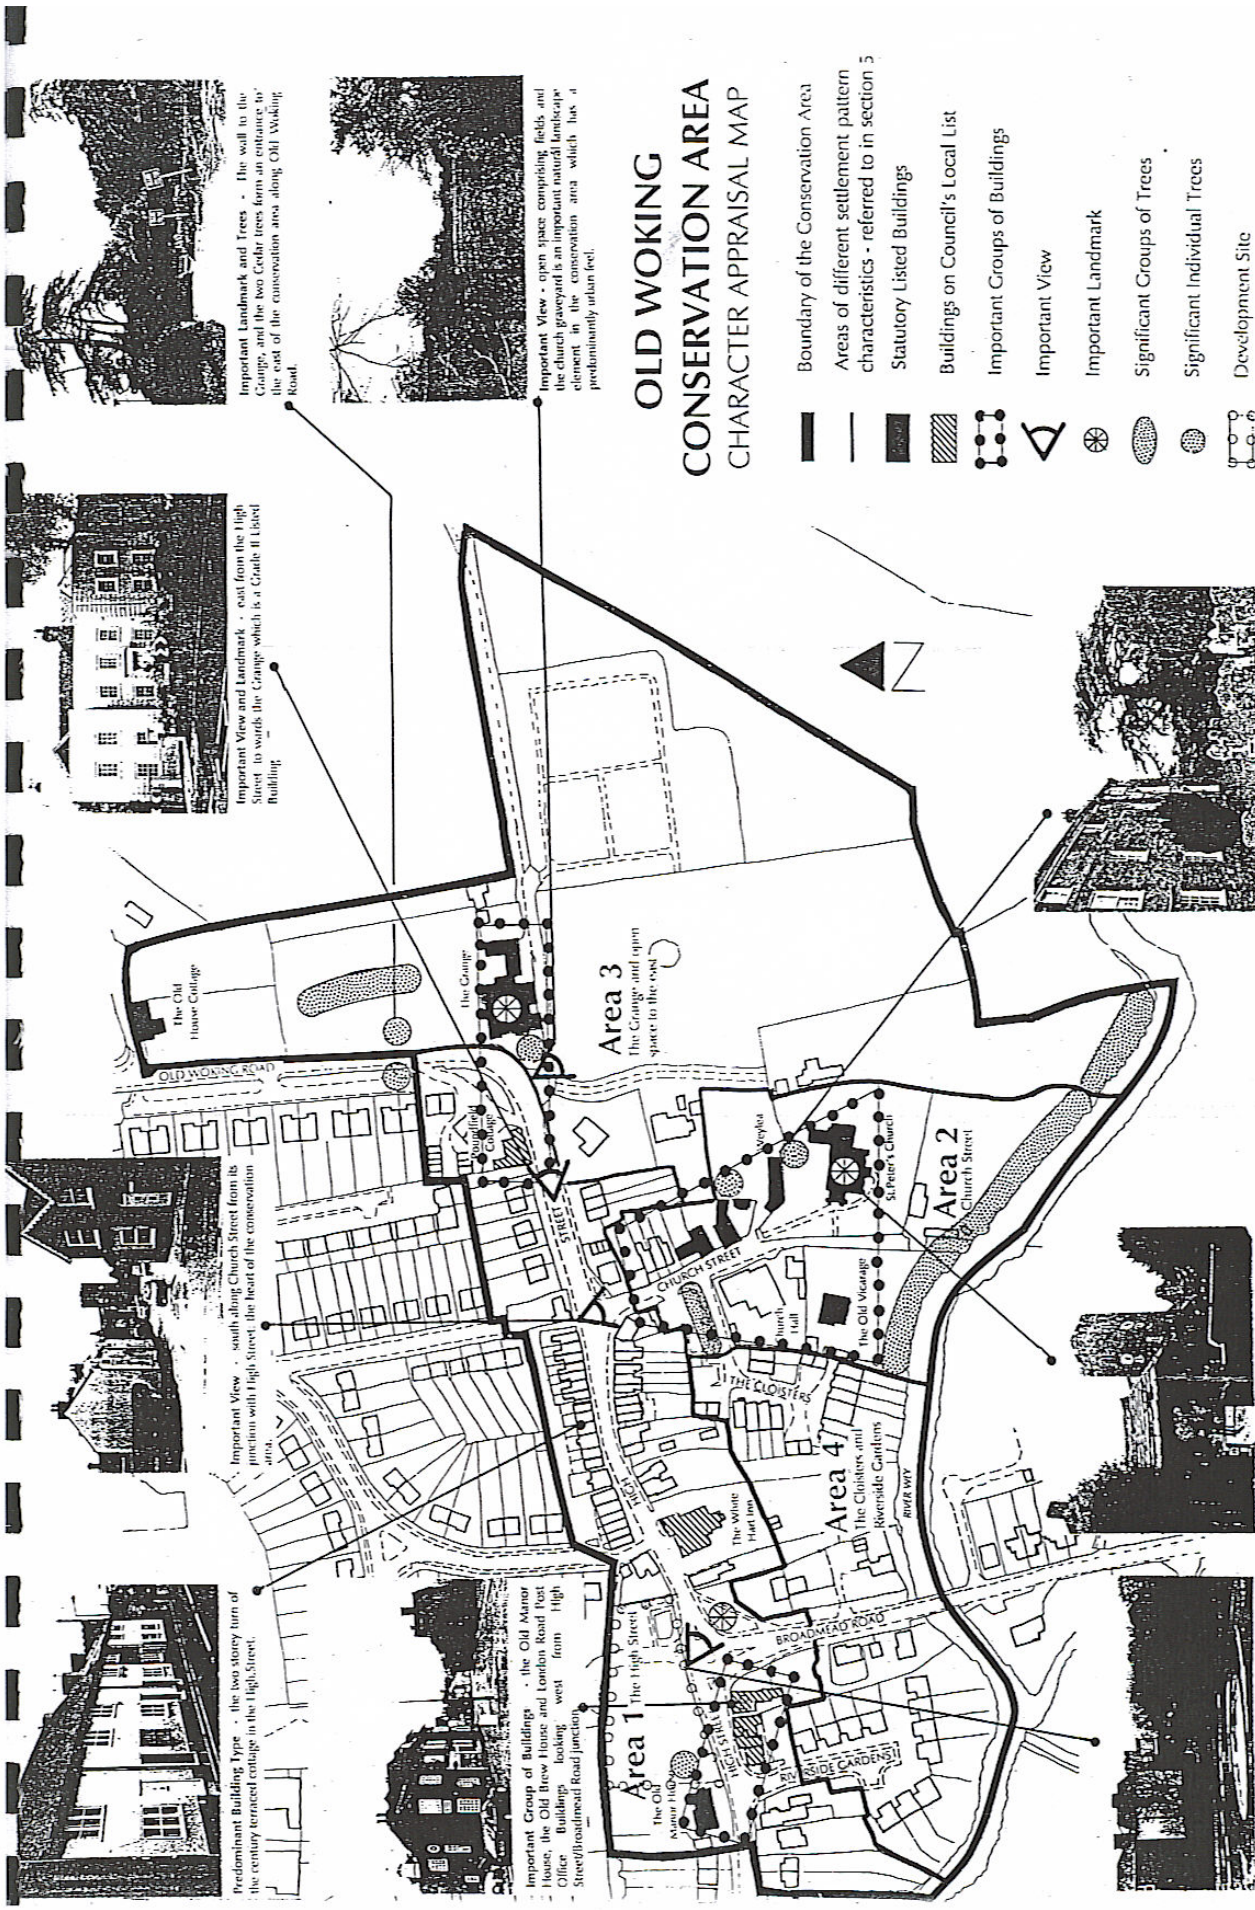 OLD WOKING
CONSERVATION AREA
CHARACTER APPRAISAL MAP
Boundary of the Conservation Area
Areas of different settlement pattern
characteristics - referred to in section 5
Statutory Listed Buildings
Buildings on Council's Local List
Important Groups of Buildings
Important View
Important Landmark
Significant Groups of Trees
Significant Individual Trees
Development Site
N
Predominant Building Type - the two storey turn of
the century terraced cottage in the High Street.
Important View - south along Church Street from its
junction with High Street, the heart of the conservation
area.
Important View and Landmark - east from the High
Street to wards the Grange which is a Grade II Listed
Building
Important Landmark and Trees - the wall to the
Grange, and the two Cedar trees form an entrance to
the east of the conservation area along Old Woking
Road.
Important View - open space comprising fields and
the church graveyard is an important natural landscape
element in the conservation area which has a
predominantly urban feel.
Important Group of Buildings - the Old Manor
House, the Old Brew House and London Road Post
Office Buildings looking west from High
Street/Broadmead Road junction
The Old
House Cottage
OLD WOKING ROAD
The Grange
Area 3
The Grange and open
space to the east
Cottage
STREET
Weylea
St.Peter's Church
Area 2
Church Street
CHURCH STREET
Church
Hall
The Old Vicarage
THE CLOISTERS
HIGH
The White
Hart Inn
Area 4
The Cloisters and
Riverside Gardens
RIVER WEY
BROADMEAD ROAD
Area 1
The High Street
The Old
Manor House
HIGH STREET
RIVERSIDE GARDENS